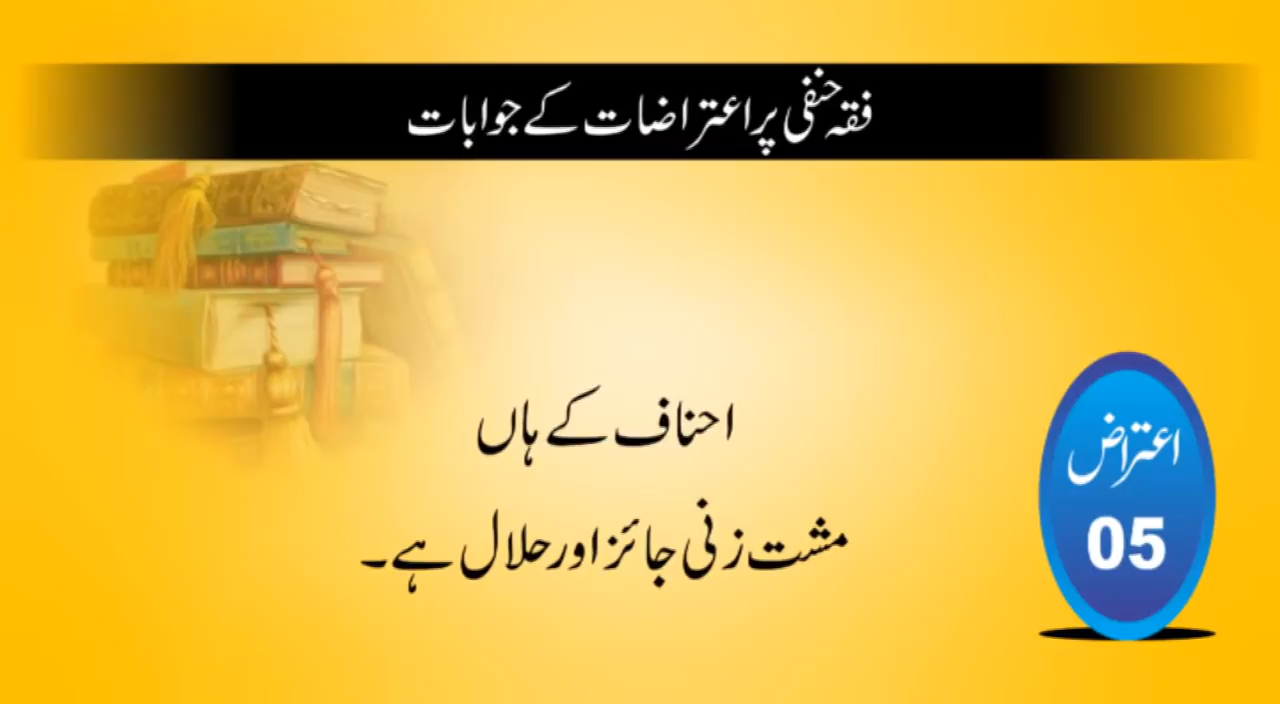 فقہ حنفی پر اعتراضات کے جوابات
احناف کے ہاں
مشت زنی جائز اور حلال ہے۔
اعتراض
05